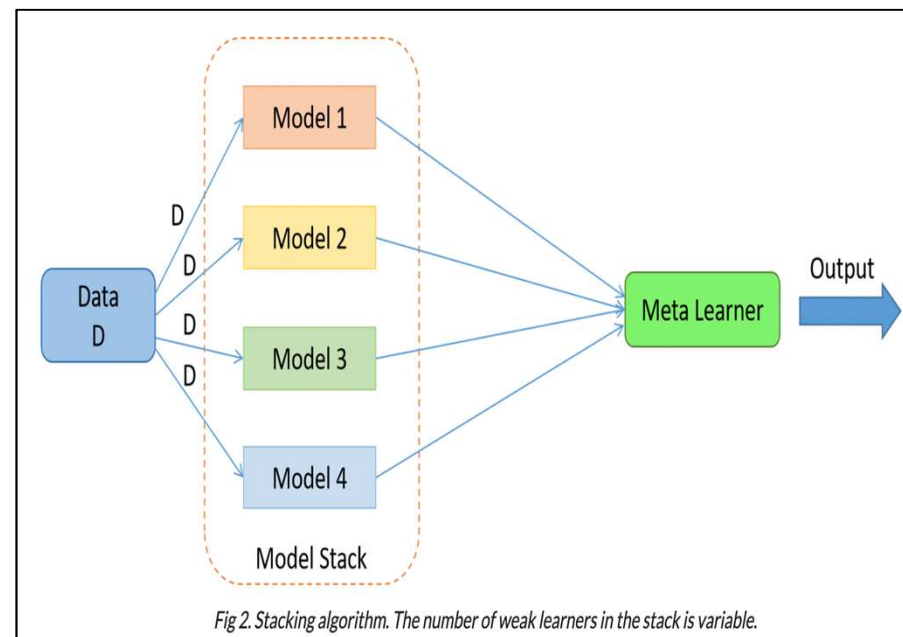 Model 1
D
Model 2
D
Data
D
Output
Meta Learner
D
Model 3
D
Model 4
Model Stack
Fig 2. Stacking algorithm. The number of weak learners in the stack is variable.